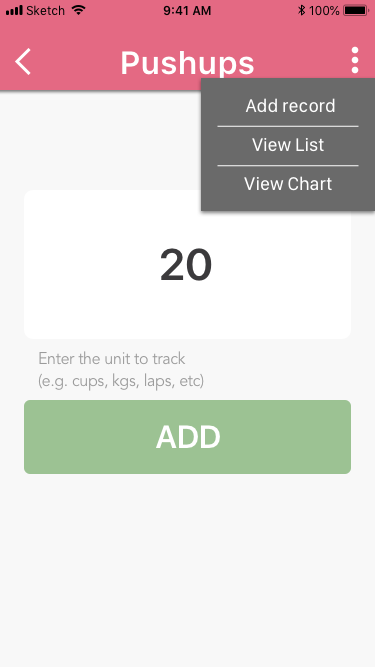 Sketch 9:41 AM 100%
Pushups
Add record
View List
View Chart
20
Enter the unit to track
(e.g. cups, kgs, laps, etc)
ADD